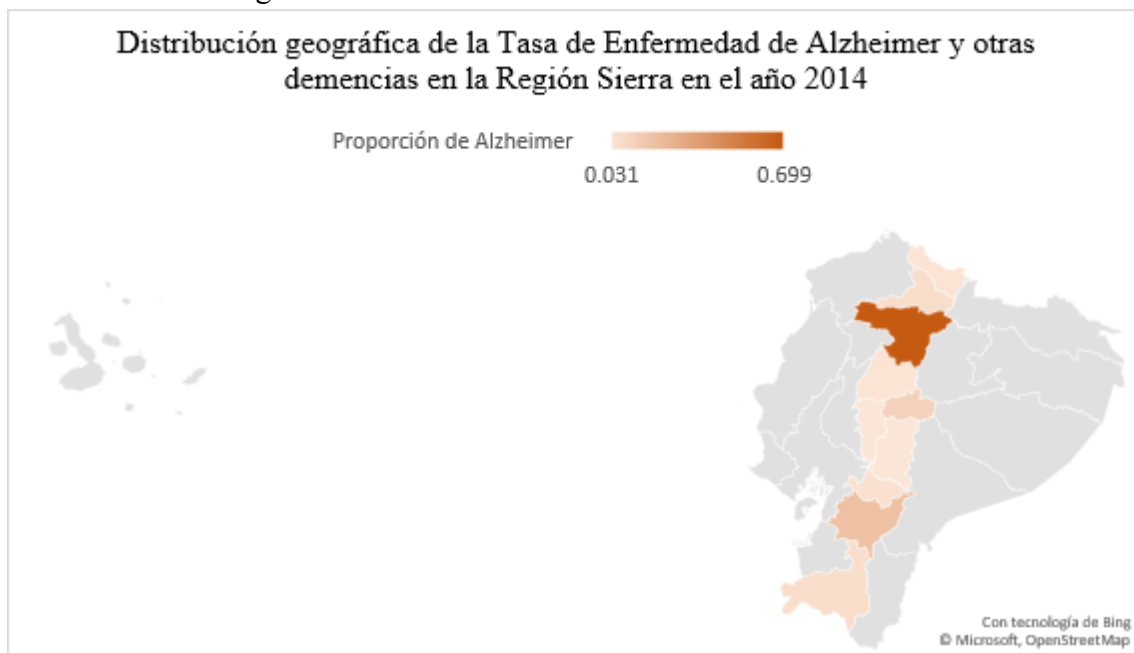 Distribución geográfica de la Tasa de Enfermedad de Alzheimer y otras
demencias en la Región Sierra en el año 2014
Proporción de Alzheimer
0.031 0.699
Con tecnología de Bing
© Microsoft, OpenStreetMap